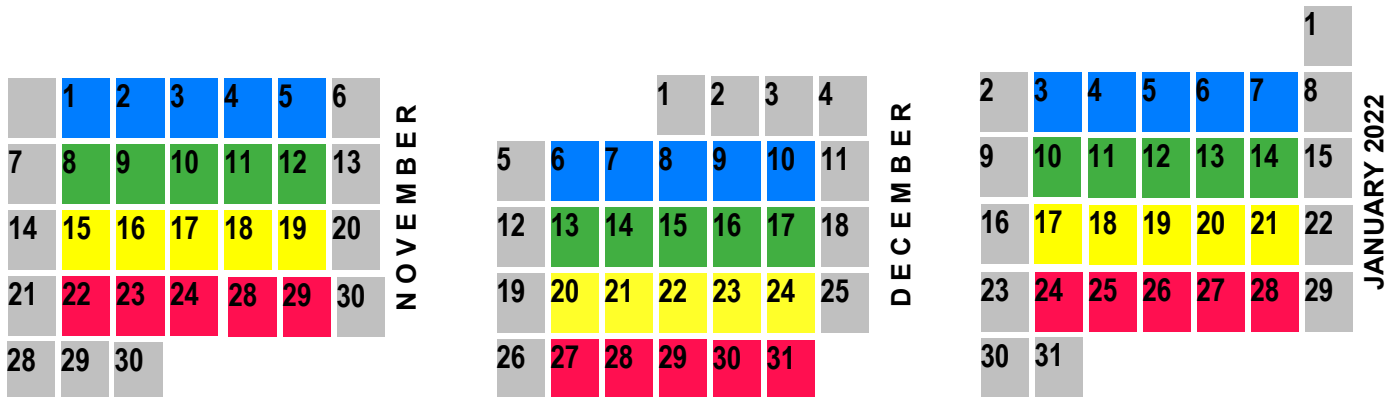 1 2 3 4 5 6
7 8 9 10 11 12 13
14 15 16 17 18 19 20
21 22 23 24 28 29 30
28 29 30
NOVEMBER
1 2 3 4
5 6 7 8 9 10 11
12 13 14 15 16 17 18
19 20 21 22 23 24 25
26 27 28 29 30 31
DECEMBER
1
2 3 4 5 6 7 8
9 10 11 12 13 14 15
16 17 18 19 20 21 22
23 24 25 26 27 28 29
30 31
JANUARY 2022